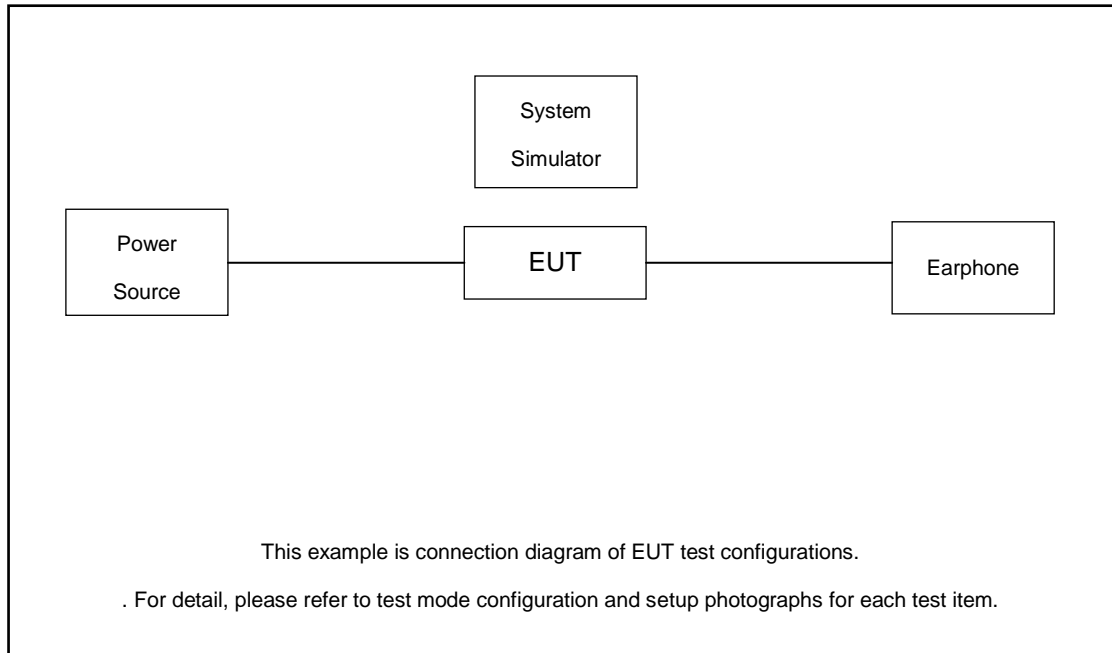 System
Simulator
Power
Source
EUT
Earphone
This example is connection diagram of EUT test configurations.
. For detail, please refer to test mode configuration and setup photographs for each test item.